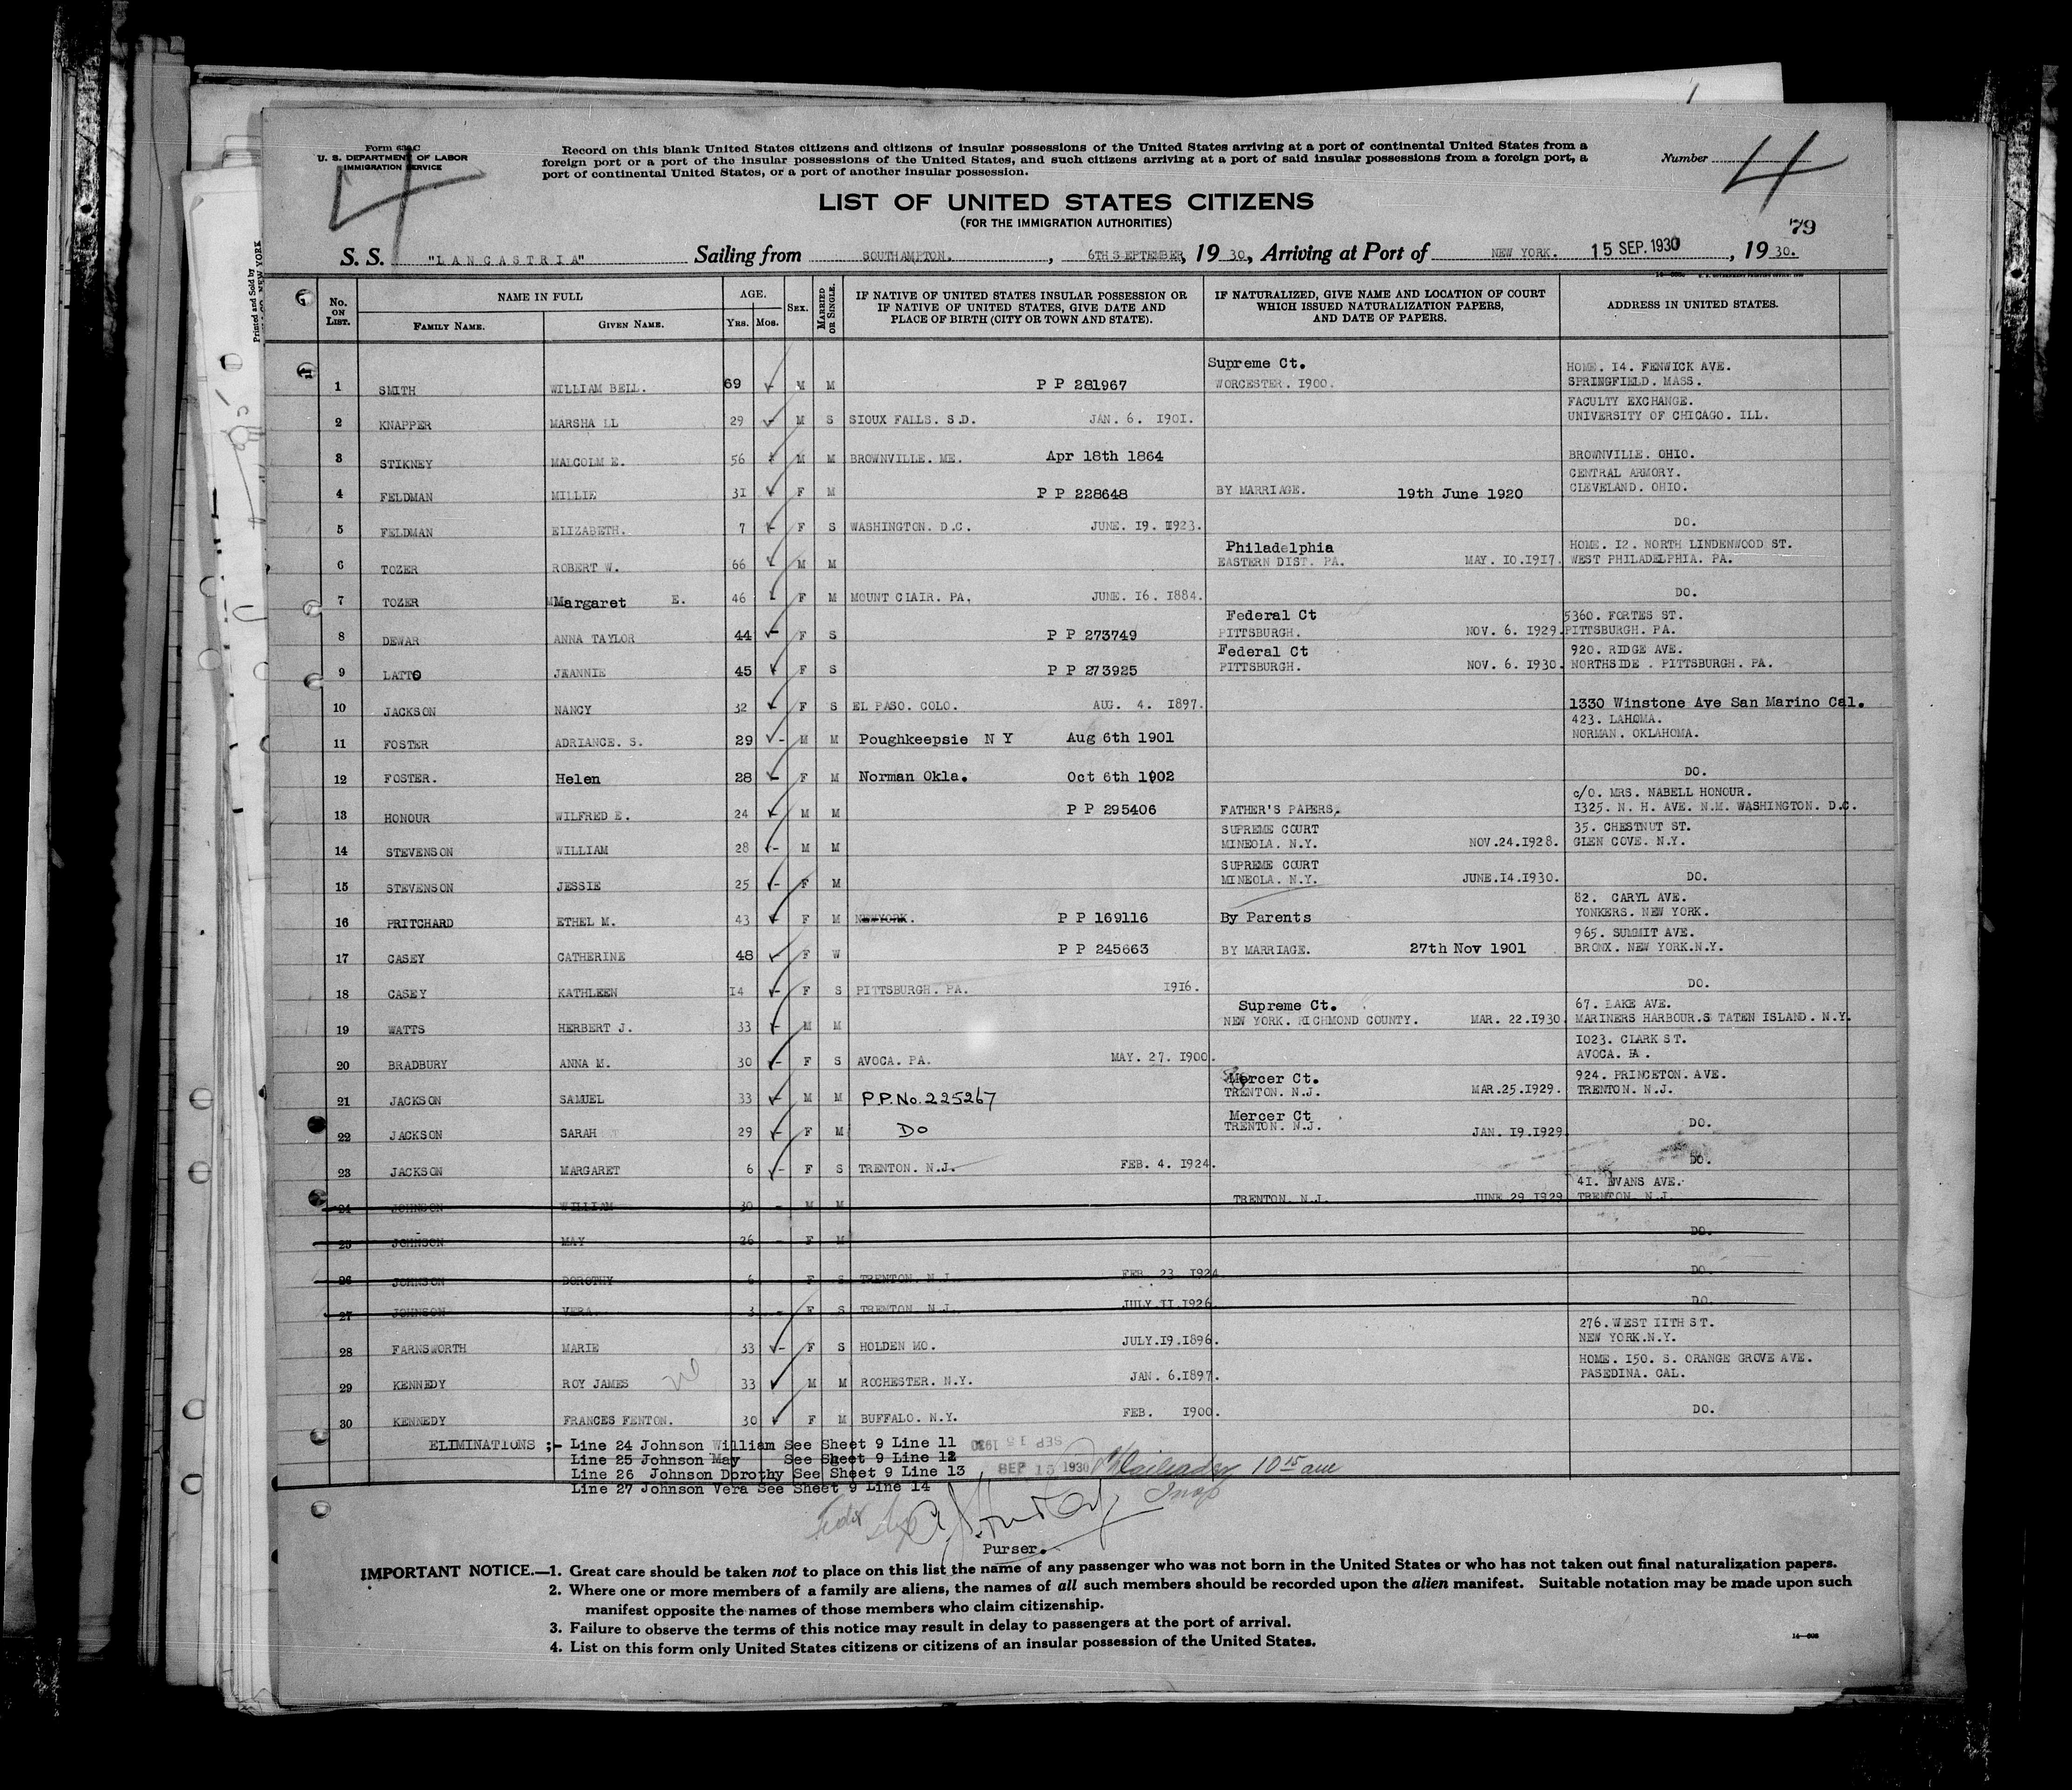 Form 630 C
U. S. DEPARTMENT OF LABOR
IMMIGRATION SERVICE
4
Record on this blank United States citizens and citizens of insular possessions of the United States arriving at a port of continental United States from a
foreign port or a port of the insular possessions of the United States, and such citizens arriving at a port of said insular possessions from a foreign port, a
port of continental United States, or a port of another insular possession.
Number 4
LIST OF UNITED STATES CITIZENS
(FOR THE IMMIGRATION AUTHORITIES)
79
S. S. "LANCASTRIA" Sailing from SOUTHAMPTON. , 6TH SEPTEMBER, 19 30, Arriving at Port of NEW YORK. 15 SEP. 1930 , 19 30.
Printed and Sold by
NEW YORK
No. ON LIST. NAME IN FULL FAMILY NAME. GIVEN NAME. AGE. YRS. MOS. SEX. MARRIED OR SINGLE. IF NATIVE OF UNITED STATES INSULAR POSSESSION OR IF NATIVE OF UNITED STATES, GIVE DATE AND PLACE OF BIRTH (CITY OR TOWN AND STATE). IF NATURALIZED, GIVE NAME AND LOCATION OF COURT WHICH ISSUED NATURALIZATION PAPERS, AND DATE OF PAPERS. ADDRESS IN UNITED STATES.
1 SMITH WILLIAM BELL. 69 M M P P 281967 Supreme Ct. WORCESTER. 1900. HOME. 14. FENWICK AVE. SPRINGFIELD. MASS.
2 KNAPPER MARSHA LL 29 M S SIOUX FALLS. S.D. JAN. 6. 1901. FACULTY EXCHANGE. UNIVERSITY OF CHICAGO. ILL.
3 STIKNEY MALCOLM E. 56 M M BROWNVILLE. ME. Apr 18th 1864 BROWNVILLE. OHIO.
4 FELDMAN MILLIE 31 F M P P 228648 BY MARRIAGE. 19th June 1920 CENTRAL ARMORY. CLEVELAND. OHIO.
5 FELDMAN ELIZABETH. 7 F S WASHINGTON. D.C. JUNE. 19. 1923. DO.
6 TOZER ROBERT W. 66 M M Philadelphia EASTERN DIST. PA. MAY. 10.1917. HOME. 12. NORTH LINDENWOOD ST. WEST PHILADELPHIA. PA.
7 TOZER Margaret E. 46 F M MOUNT CLAIR. PA. JUNE. 16. 1884. DO.
8 DEWAR ANNA TAYLOR 44 F S P P 273749 Federal Ct PITTSBURGH. NOV. 6. 1929. 5360. FORTES ST. PITTSBURGH. PA.
9 LATTO JEANNIE 45 F S P P 273925 Federal Ct PITTSBURGH. NOV. 6. 1930. 920. RIDGE AVE. NORTHSIDE . PITTSBURGH. PA.
10 JACKSON NANCY 32 F S EL PASO. COLO. AUG. 4. 1897. 1330 Winstone Ave San Marino Cal.
11 FOSTER ADRIANCE. S. 29 M M Poughkeepsie N Y Aug 6th 1901 423. LAHOMA. NORMAN. OKLAHOMA.
12 FOSTER. Helen 28 F M Norman Okla. Oct 6th 1902 DO.
13 HONOUR WILFRED E. 24 M M P P 295406 FATHER'S PAPERS. c/o. MRS. NABELL HONOUR. 1325. N. H. AVE. N.M. WASHINGTON. D.C.
14 STEVENSON WILLIAM 28 M M SUPREME COURT MINEOLA. N.Y. NOV.24.1928. 35. CHESTNUT ST. GLEN COVE. N.Y.
15 STEVENSON JESSIE 25 F M SUPREME COURT MINEOLA. N.Y. JUNE.14.1930. DO.
16 PRITCHARD ETHEL M. 43 F M NEWYORK. P P 169116 By Parents 82. CARYL AVE. YONKERS. NEW YORK.
17 CASEY CATHERINE 48 F W P P 245663 BY MARRIAGE. 27th Nov 1901 965. SUMMIT AVE. BRONX. NEW YORK.N.Y.
18 CASEY KATHLEEN 14 F S PITTSBURGH. PA. 1916. DO.
19 WATTS HERBERT J. 33 M M Supreme Ct. NEW YORK. RICHMOND COUNTY. MAR. 22.1930. 67. LAKE AVE. MARINERS HARBOUR.S TATEN ISLAND. N.Y.
20 BRADBURY ANNA M. 30 F S AVOCA. PA. MAY. 27. 1900. 1023. CLARK ST. AVOCA. PA.
21 JACKSON SAMUEL 33 M M P.P.No.225267 Mercer Ct. TRENTON. N.J. MAR.25.1929. 924. PRINCETON. AVE. TRENTON. N.J.
22 JACKSON SARAH 29 F M DO Mercer Ct TRENTON. N.J. JAN. 19.1929 DO.
23 JACKSON MARGARET 6 F S TRENTON. N.J. FEB. 4. 1924. DO.
24 JOHNSON WILLIAM 30 M M TRENTON. N.J. JUNE 29 1929 41. EVANS AVE. TRENTON. N.J.
25 JOHNSON MAY 26 F M DO.
26 JOHNSON DOROTHY 6 F S TRENTON. N.J. FEB. 23. 1924 DO.
27 JOHNSON VERA. 3 F S TRENTON. N.J. JULY.11.1926. DO.
28 FARNSWORTH MARIE 33 F S HOLDEN MO. JULY.19.1896. 276. WEST 11TH ST. NEW YORK.N.Y.
29 KENNEDY ROY JAMES 33 M M ROCHESTER. N.Y. JAN. 6.1897. HOME. 150. S. ORANGE GROVE AVE. PASEDINA. CAL.
30 KENNEDY FRANCES FENTON. 30 F M BUFFALO. N.Y. FEB. 1900. DO.
ELIMINATIONS ;- Line 24 Johnson William See Sheet 9 Line 11
Line 25 Johnson May See Sheet 9 Line 12
Line 26 Johnson Dorothy See Sheet 9 Line 13
Line 27 Johnson Vera See Sheet 9 Line 14
SEP 15 1930
SEP 15 1930 10 15 am
Insp
Purser.
IMPORTANT NOTICE.—1. Great care should be taken not to place on this list the name of any passenger who was not born in the United States or who has not taken out final naturalization papers.
2. Where one or more members of a family are aliens, the names of all such members should be recorded upon the alien manifest. Suitable notation may be made upon such
manifest opposite the names of those members who claim citizenship.
3. Failure to observe the terms of this notice may result in delay to passengers at the port of arrival.
4. List on this form only United States citizens or citizens of an insular possession of the United States.